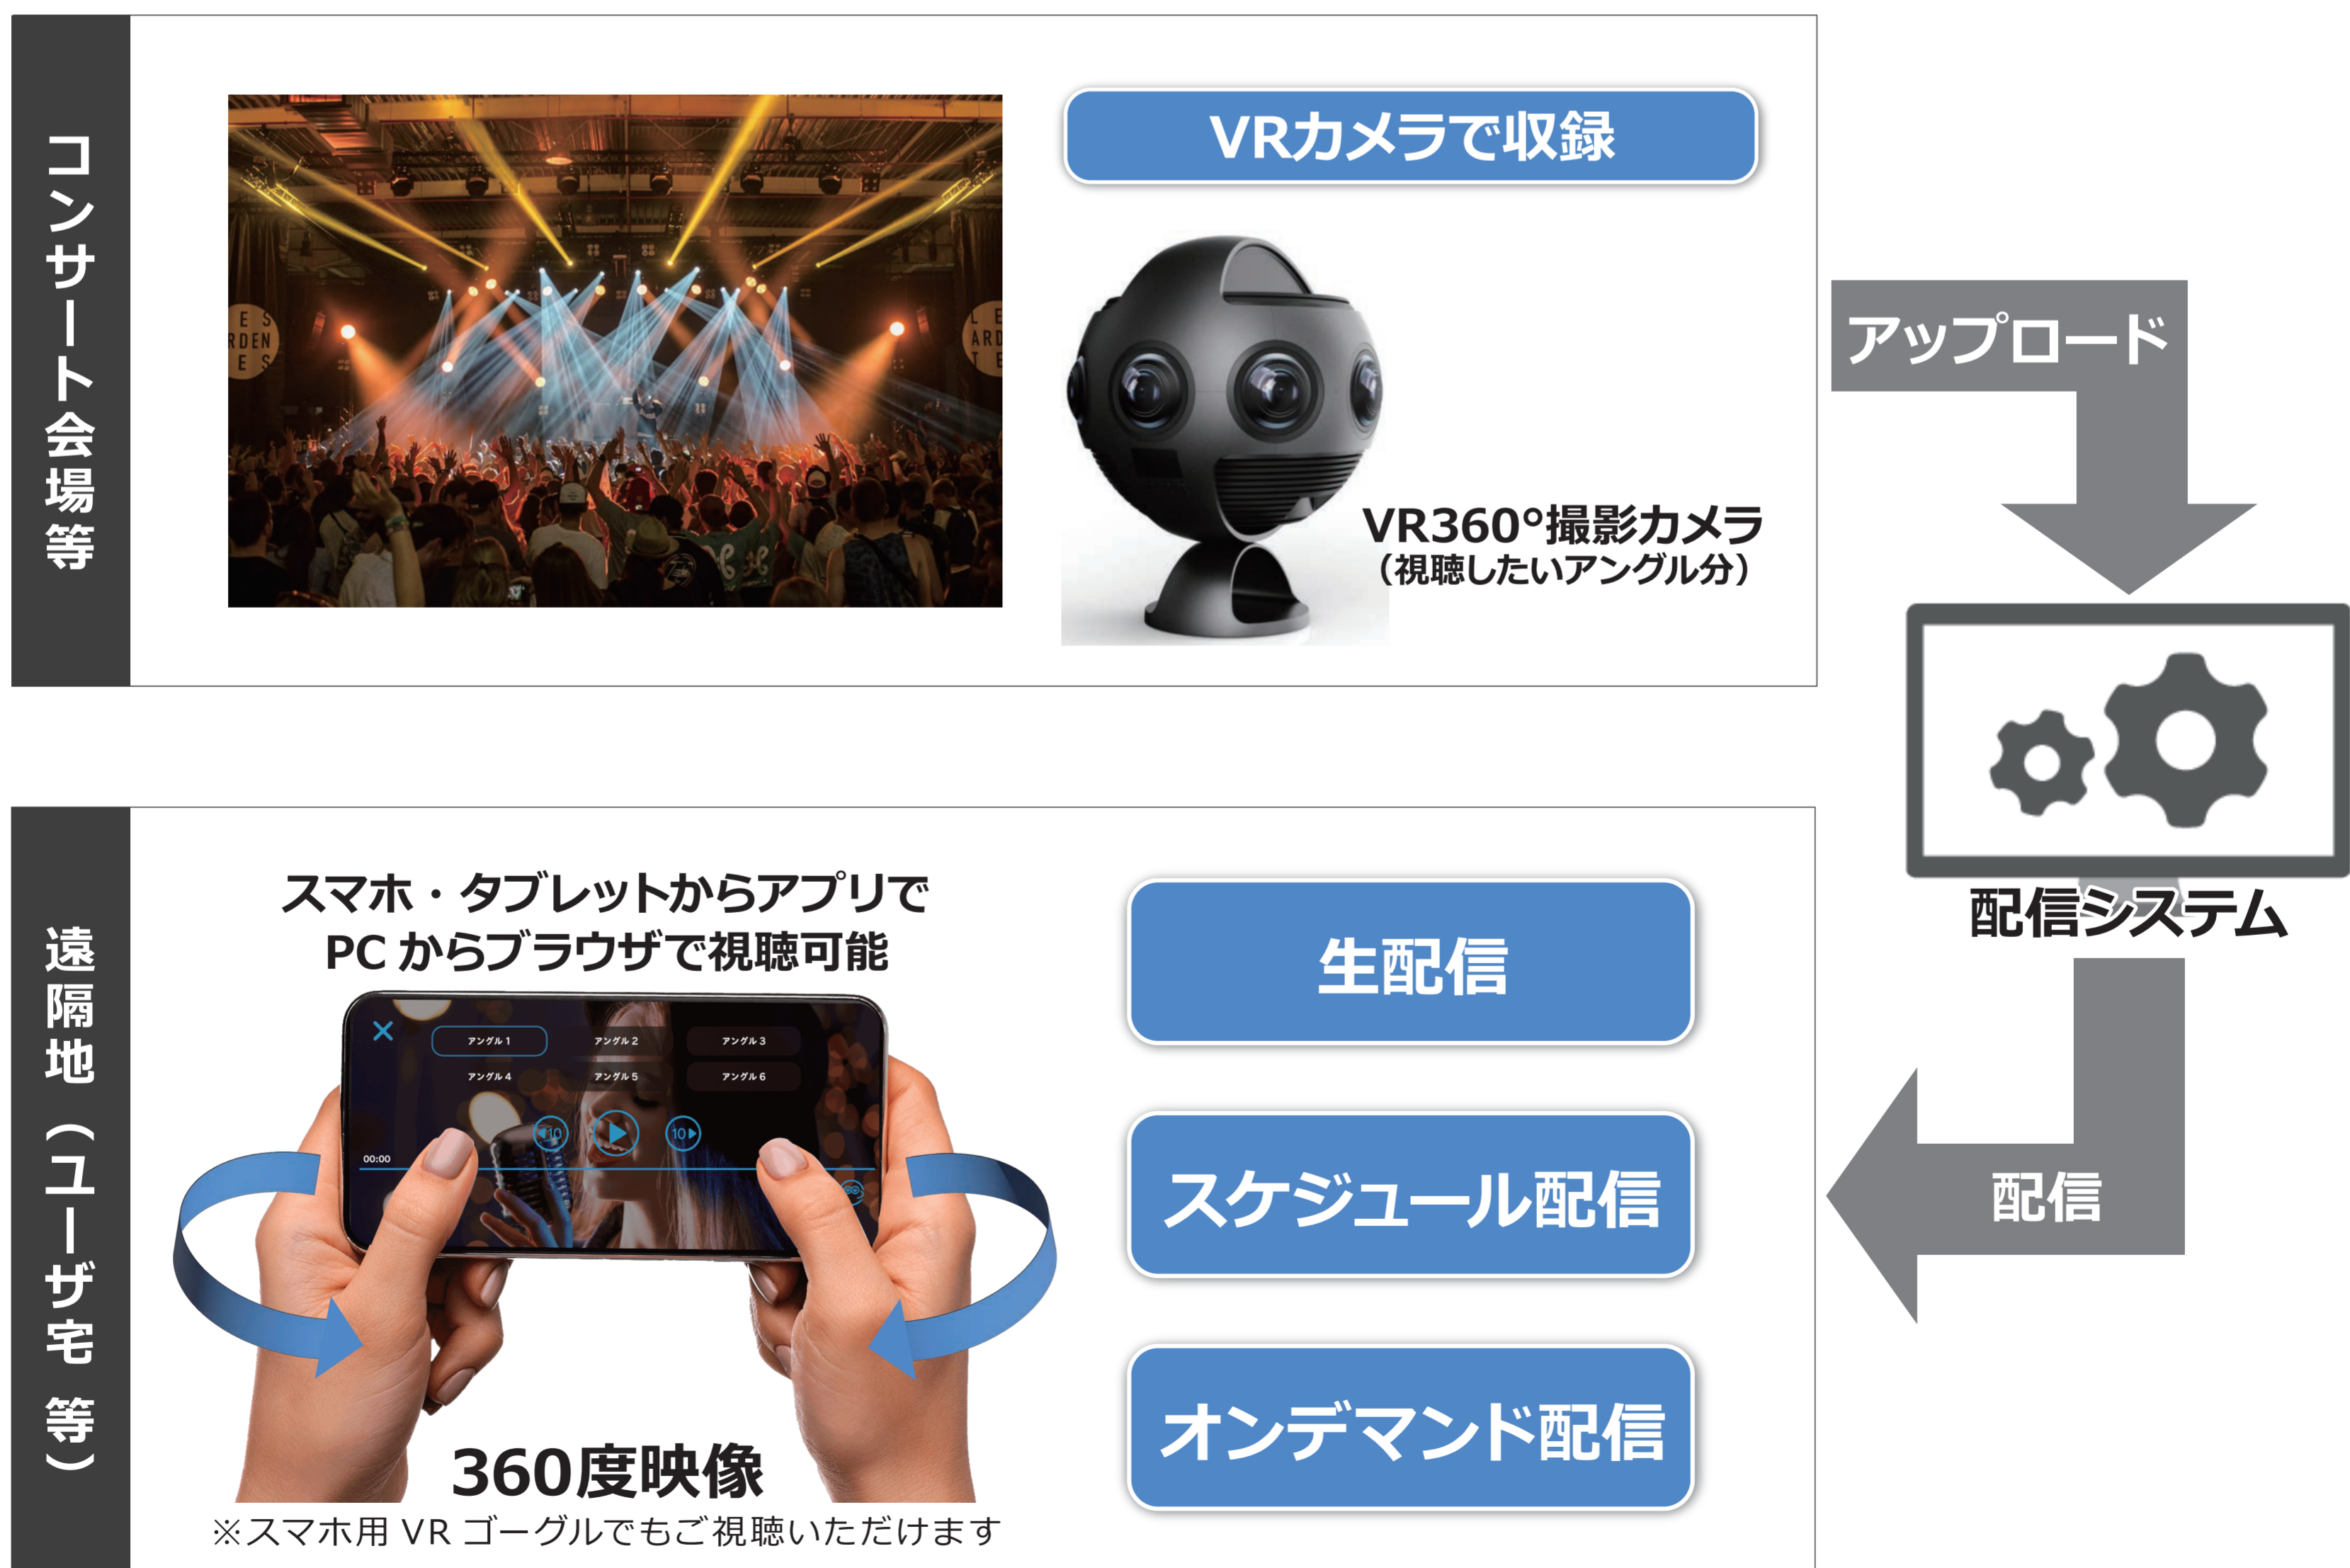 コンサート会場等
VRカメラで収録
E S
RDEN
E S
L E
ARD
T E
VR360°撮影カメラ
（視聴したいアングル分）
アップロード
配信システム
配信
遠隔地（ユーザ宅 等）
スマホ・タブレットからアプリで
PCからブラウザで視聴可能
アングル1 アングル2 アングル3
アングル4 アングル5 アングル6
10 10
00:00
360度映像
※スマホ用 VR ゴーグルでもご視聴いただけます
生配信
スケジュール配信
オンデマンド配信